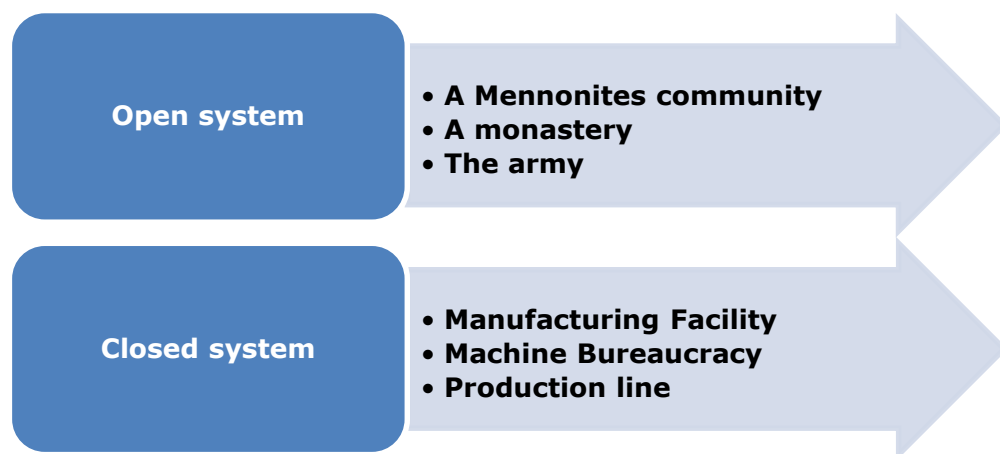 Open system
• A Mennonites community
• A monastery
• The army
Closed system
• Manufacturing Facility
• Machine Bureaucracy
• Production line